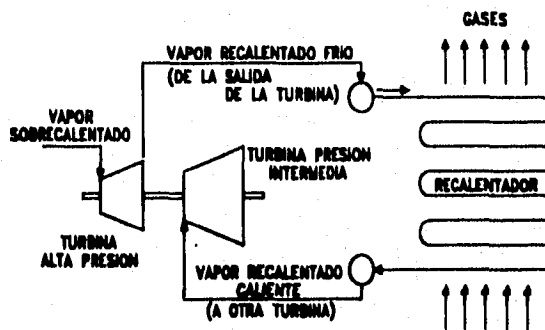 GASES
VAPOR RECALENTADO FRIO
(DE LA SALIDA
DE LA TURBINA)
VAPOR
SOBRECALENTADO
TURBINA PRESION
INTERMEDIA
RECALENTADOR
TURBINA
ALTA PRESION
VAPOR RECALENTADO
CALIENTE
(A OTRA TURBINA)